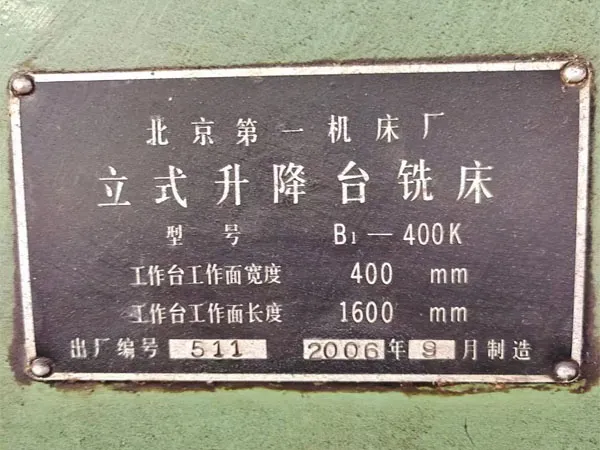 北京第一机床厂
立式升降台铣床
型号 B1—400K
工作台工作面宽度 400 mm
工作台工作面长度 1600 mm
出厂编号 511 2006年9月制造